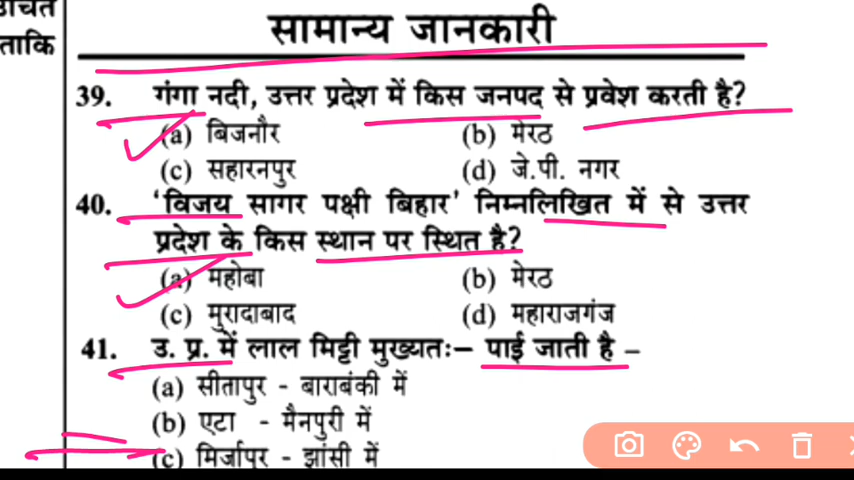 उचित
ताकि
सामान्य जानकारी
39. गंगा नदी, उत्तर प्रदेश में किस जनपद से प्रवेश करती है?
(a) बिजनौर (b) मेरठ
(c) सहारनपुर (d) जे.पी. नगर
40. ‘विजय सागर पक्षी बिहार’ निम्नलिखित में से उत्तर
प्रदेश के किस स्थान पर स्थित है?
(a) महोबा (b) मेरठ
(c) मुरादाबाद (d) महाराजगंज
41. उ. प्र. में लाल मिट्टी मुख्यतः– पाई जाती है –
(a) सीतापुर - बाराबंकी में
(b) एटा - मैनपुरी में
(c) मिर्जापुर - झांसी में